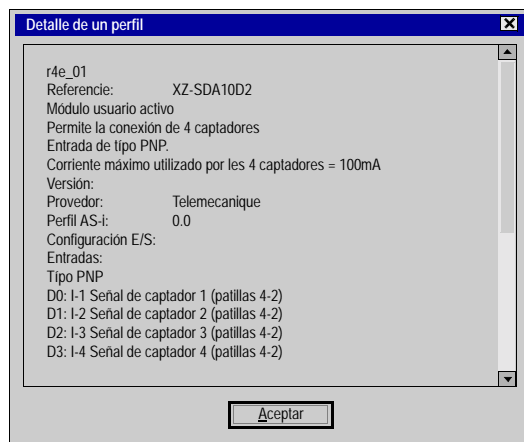 Detalle de un perfil
r4e_01
Referencie: XZ-SDA10D2
Módulo usuario activo
Permite la conexión de 4 captadores
Entrada de típo PNP.
Corriente máximo utilizado por les 4 captadores = 100mA
Versión:
Provedor: Telemecanique
Perfil AS-i: 0.0
Configuración E/S:
Entradas:
Típo PNP
D0: I-1 Señal de captador 1 (patillas 4-2)
D1: I-2 Señal de captador 2 (patillas 4-2)
D2: I-3 Señal de captador 3 (patillas 4-2)
D3: I-4 Señal de captador 4 (patillas 4-2)
Aceptar